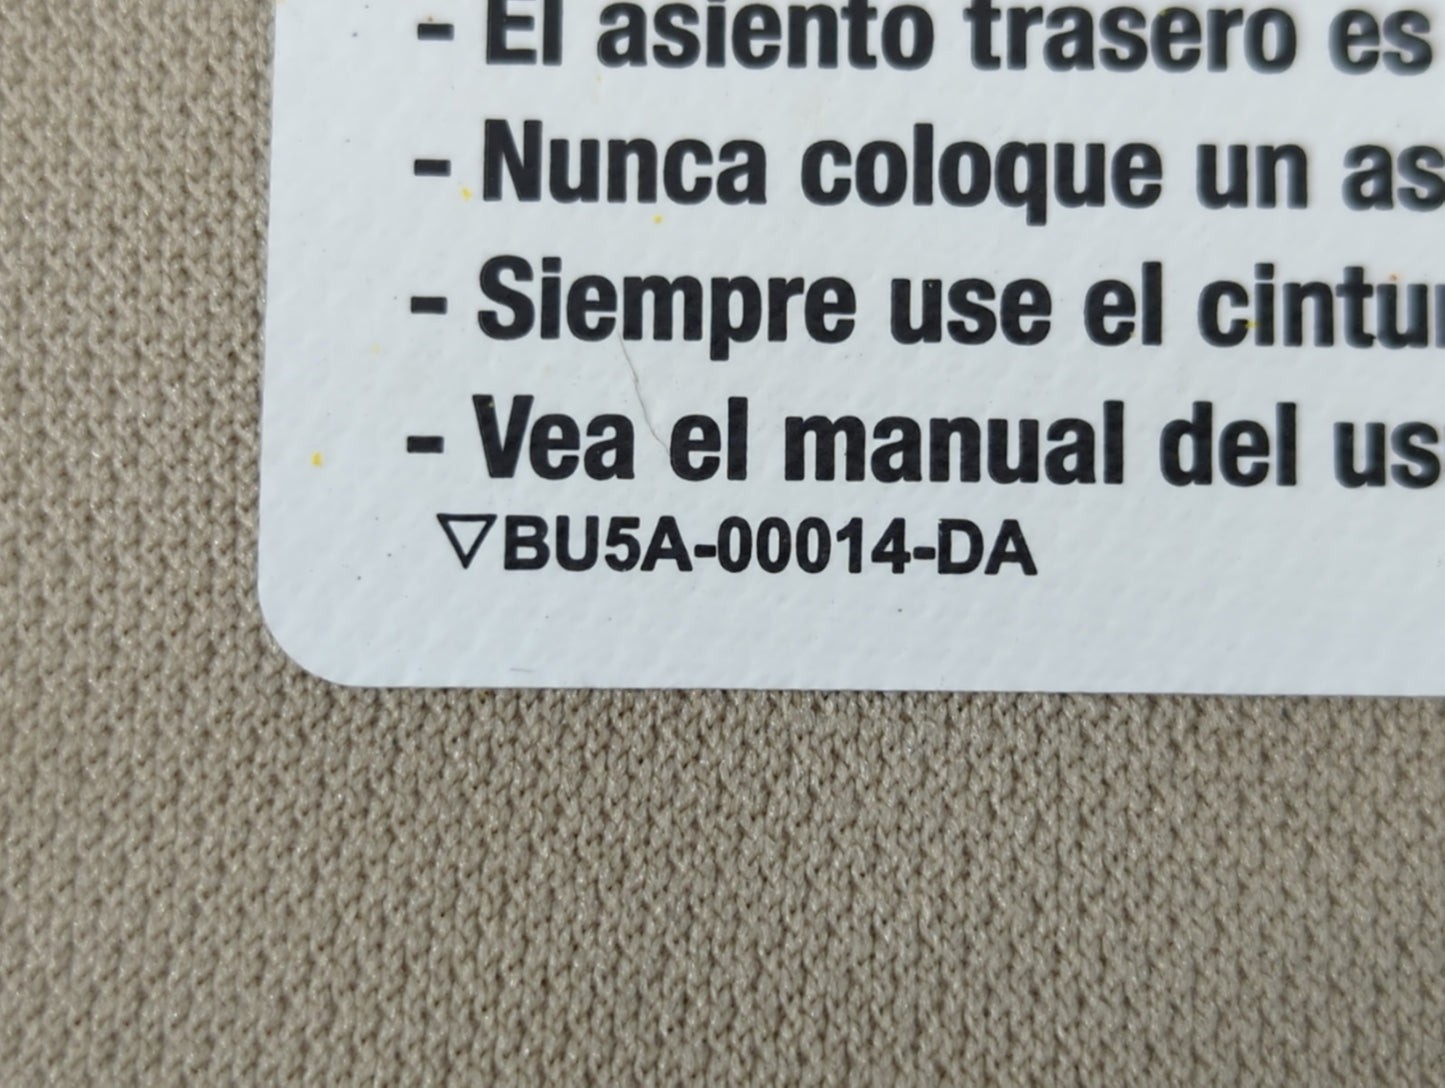 - El asiento trasero es
- Nunca coloque un as
- Siempre use el cintur
- Vea el manual del us
▽BU5A-00014-DA